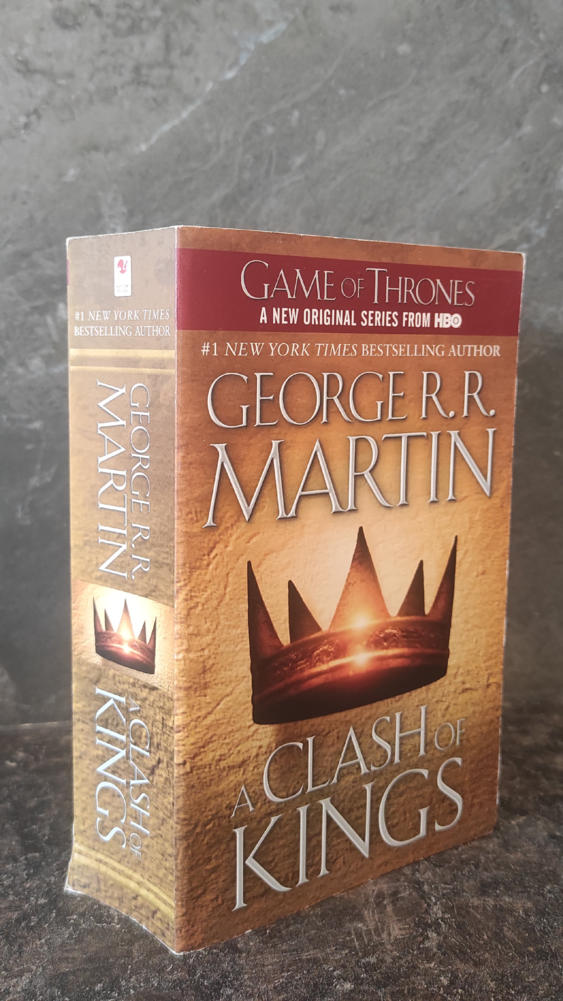 #1 NEW YORK TIMES
BESTSELLING AUTHOR
GEORGE R.R.
MARTIN
A CLASH OF
KINGS
GAME OF THRONES
A NEW ORIGINAL SERIES FROM HBO
#1 NEW YORK TIMES BESTSELLING AUTHOR
GEORGE R.R.
MARTIN
A CLASH OF
KINGS